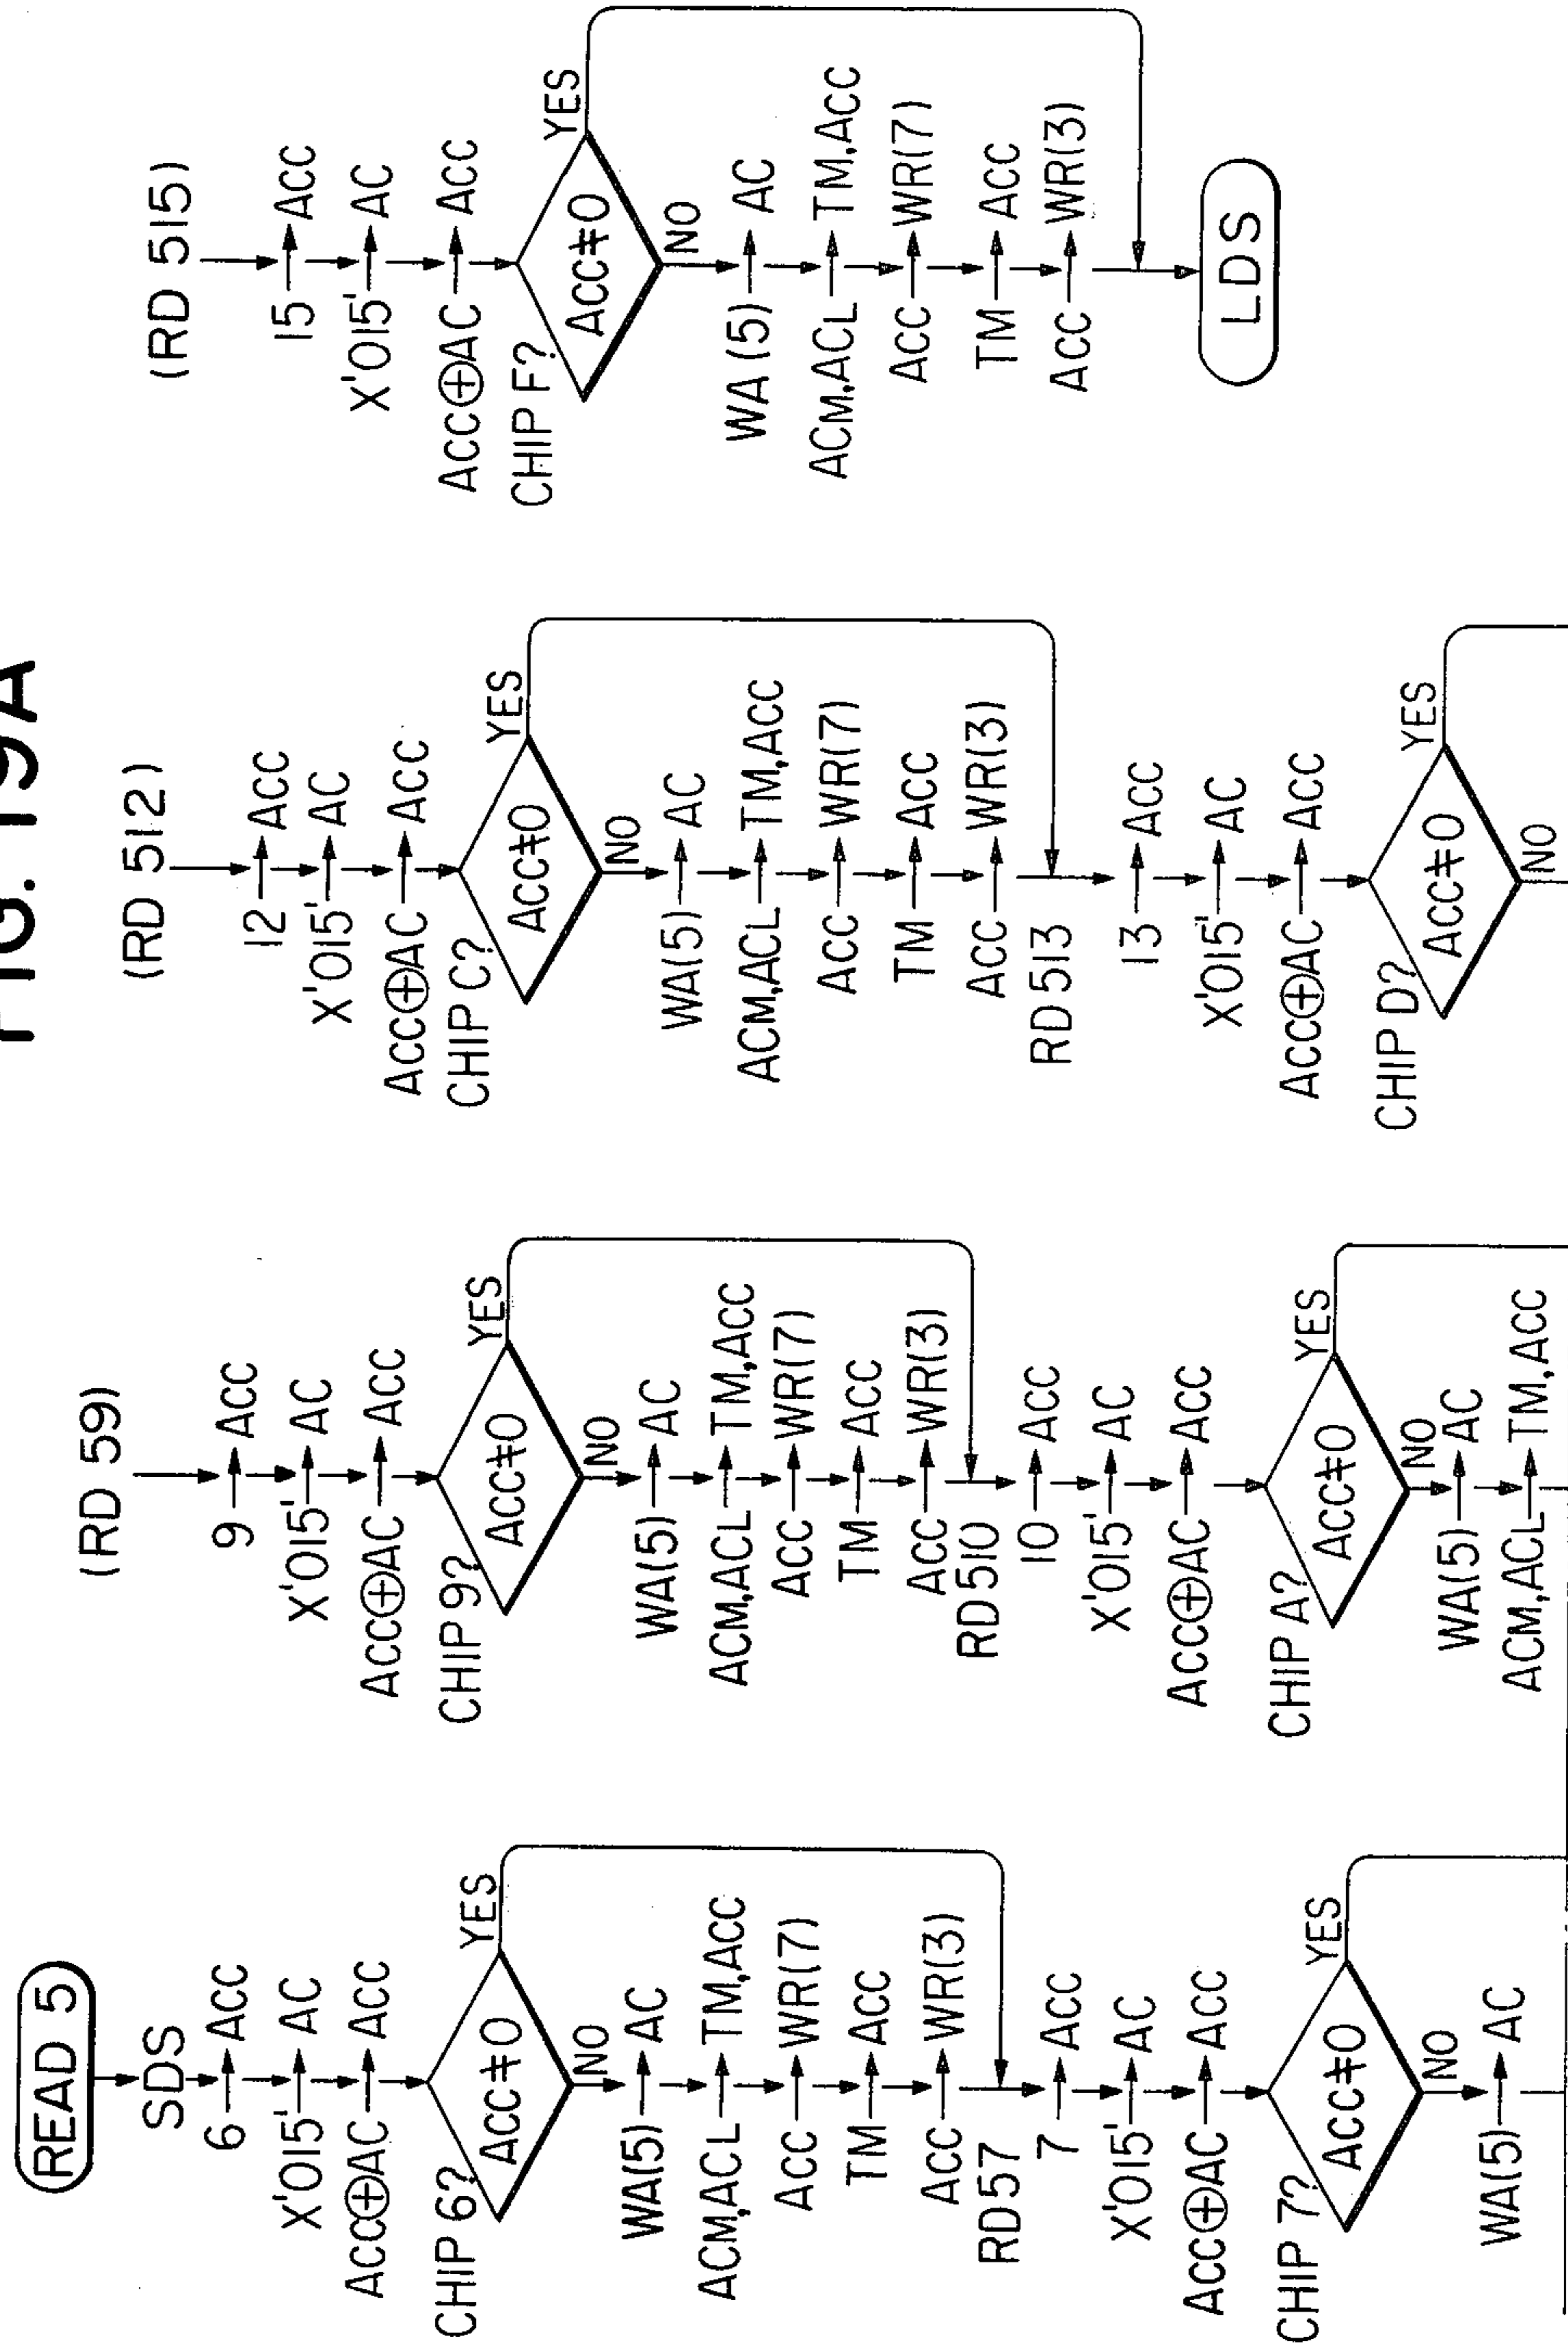 FIG. 19A
READ 5
SDS
6 → ACC
X'015' → AC
ACC⊕AC → ACC
CHIP 6?
ACC≠0
YES
NO
WA(5) → AC
ACM,ACL → TM,ACC
ACC → WR(7)
TM → ACC
ACC → WR(3)
RD57
7 → ACC
X'015' → AC
ACC⊕AC → ACC
CHIP 7?
ACC≠0
YES
NO
WA(5) → AC
(RD 59)
9 → ACC
X'015' → AC
ACC⊕AC → ACC
CHIP 9?
ACC≠0
YES
NO
WA(5) → AC
ACM,ACL → TM,ACC
ACC → WR(7)
TM → ACC
ACC → WR(3)
RD510
10 → ACC
X'015' → AC
ACC⊕AC → ACC
CHIP A?
ACC≠0
YES
NO
WA(5) → AC
ACM,ACL → TM,ACC
(RD 512)
12 → ACC
X'015' → AC
ACC⊕AC → ACC
CHIP C?
ACC≠0
YES
NO
WA(5) → AC
ACM,ACL → TM,ACC
ACC → WR(7)
TM → ACC
ACC → WR(3)
RD 513
13 → ACC
X'015' → AC
ACC⊕AC → ACC
CHIP D?
ACC≠0
YES
NO
(RD 515)
15 → ACC
X'015' → AC
ACC⊕AC → ACC
CHIP F?
ACC≠0
YES
NO
WA (5) → AC
ACM,ACL → TM,ACC
ACC → WR(7)
TM → ACC
ACC → WR(3)
LDS